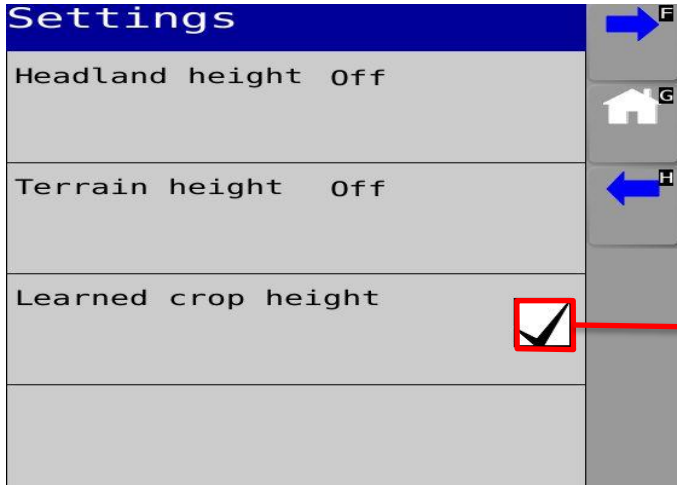 Settings
F
Headland height Off
G
Terrain height Off
H
Learned crop height